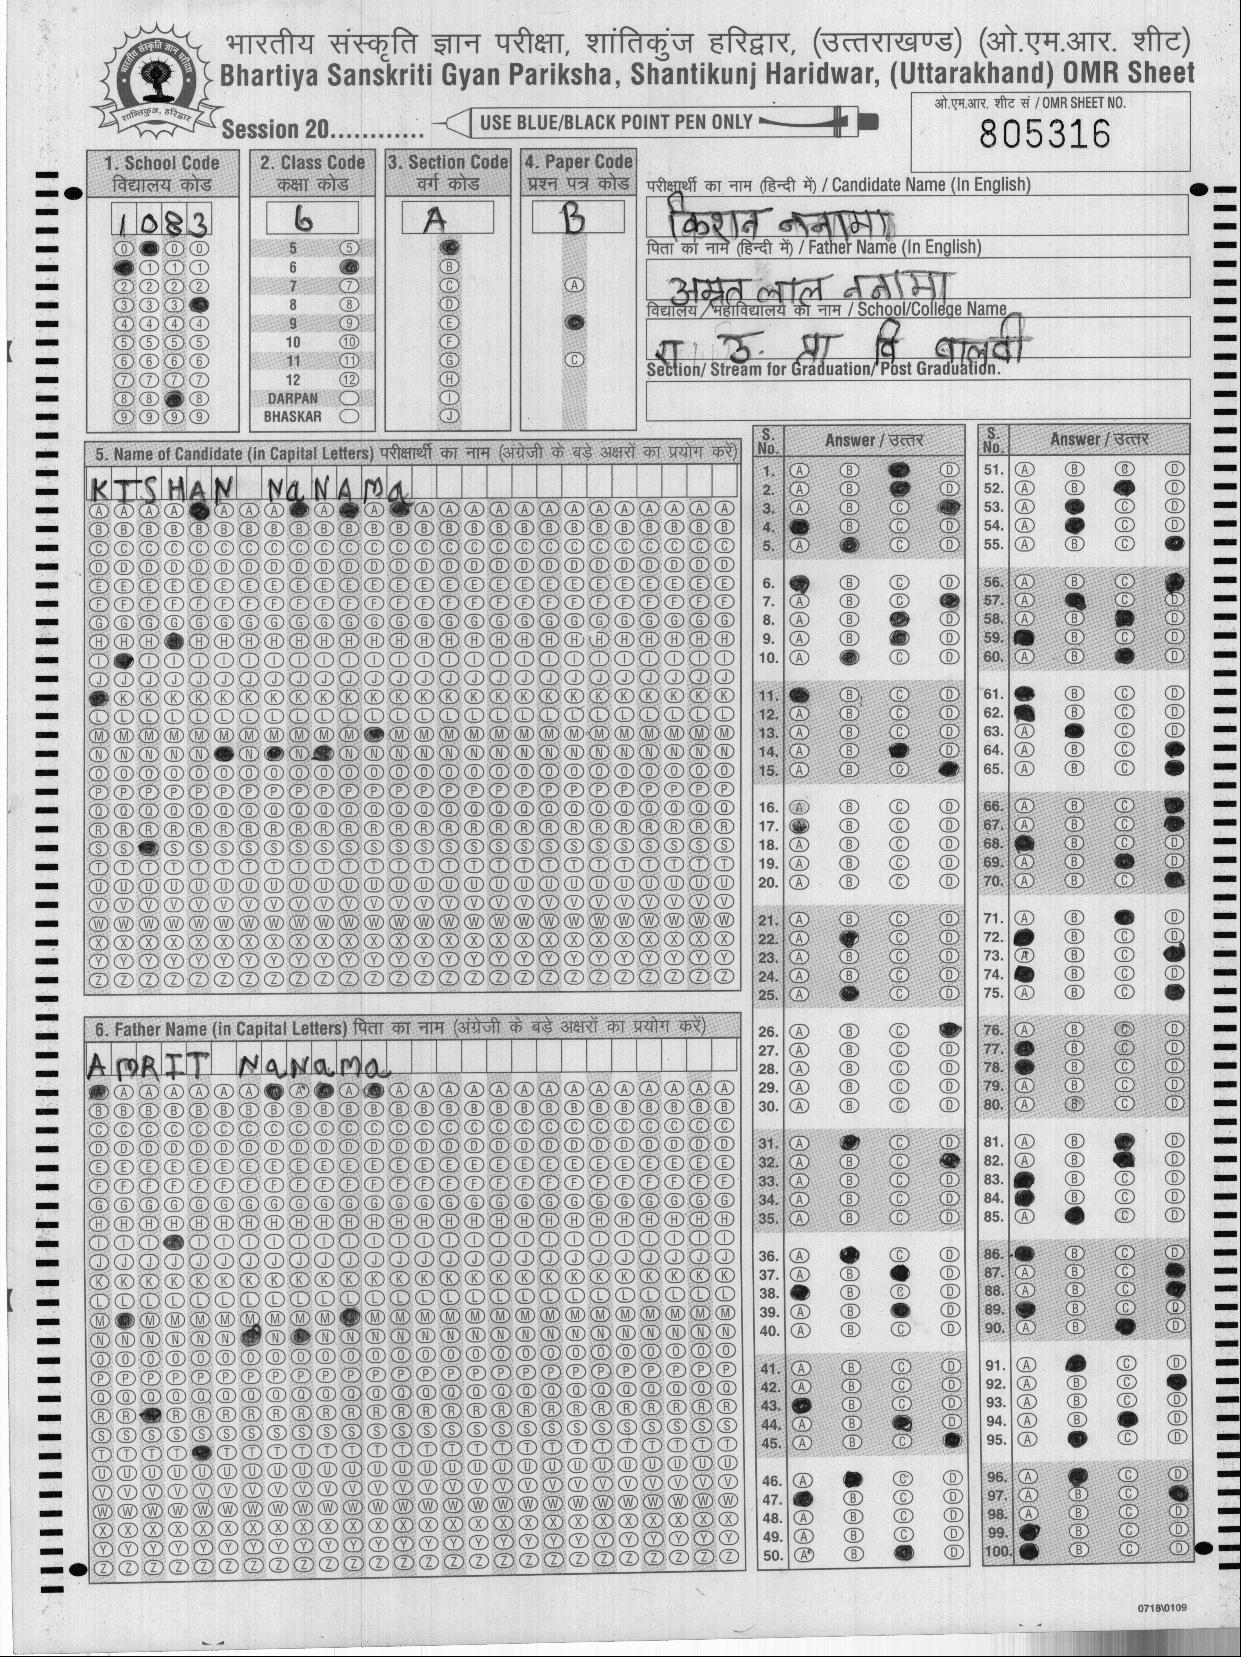 भारतीय संस्कृति ज्ञान परीक्षा, शांतिकुंज हरिद्वार, (उत्तराखण्ड) (ओ.एम.आर. शीट)
Bhartiya Sanskriti Gyan Pariksha, Shantikunj Haridwar, (Uttarakhand) OMR Sheet
Session 20............
USE BLUE/BLACK POINT PEN ONLY
ओ.एम.आर. शीट सं / OMR SHEET NO.
805316
1. School Code
विद्यालय कोड
1083
2. Class Code
कक्षा कोड
6
5
6
7
8
9
10
11
12
DARPAN
BHASKAR
3. Section Code
वर्ग कोड
A
4. Paper Code
प्रश्न पत्र कोड
B
परीक्षार्थी का नाम (हिन्दी में) / Candidate Name (In English)
किशन ननामा
पिता का नाम (हिन्दी में) / Father Name (In English)
अम्रत लाल ननामा
विद्यालय / महाविद्यालय का नाम / School/College Name
रा उ. प्रा वि बालवी
Section/ Stream for Graduation/ Post Graduation.
5. Name of Candidate (in Capital Letters) परीक्षार्थी का नाम (अंग्रेजी के बड़े अक्षरों का प्रयोग करें)
KISHAN NaNAMa
6. Father Name (in Capital Letters) पिता का नाम (अंग्रेजी के बड़े अक्षरों का प्रयोग करें)
AMRIT NaNaMa
S. No.
Answer / उत्तर
S. No.
Answer / उत्तर
0718\0109